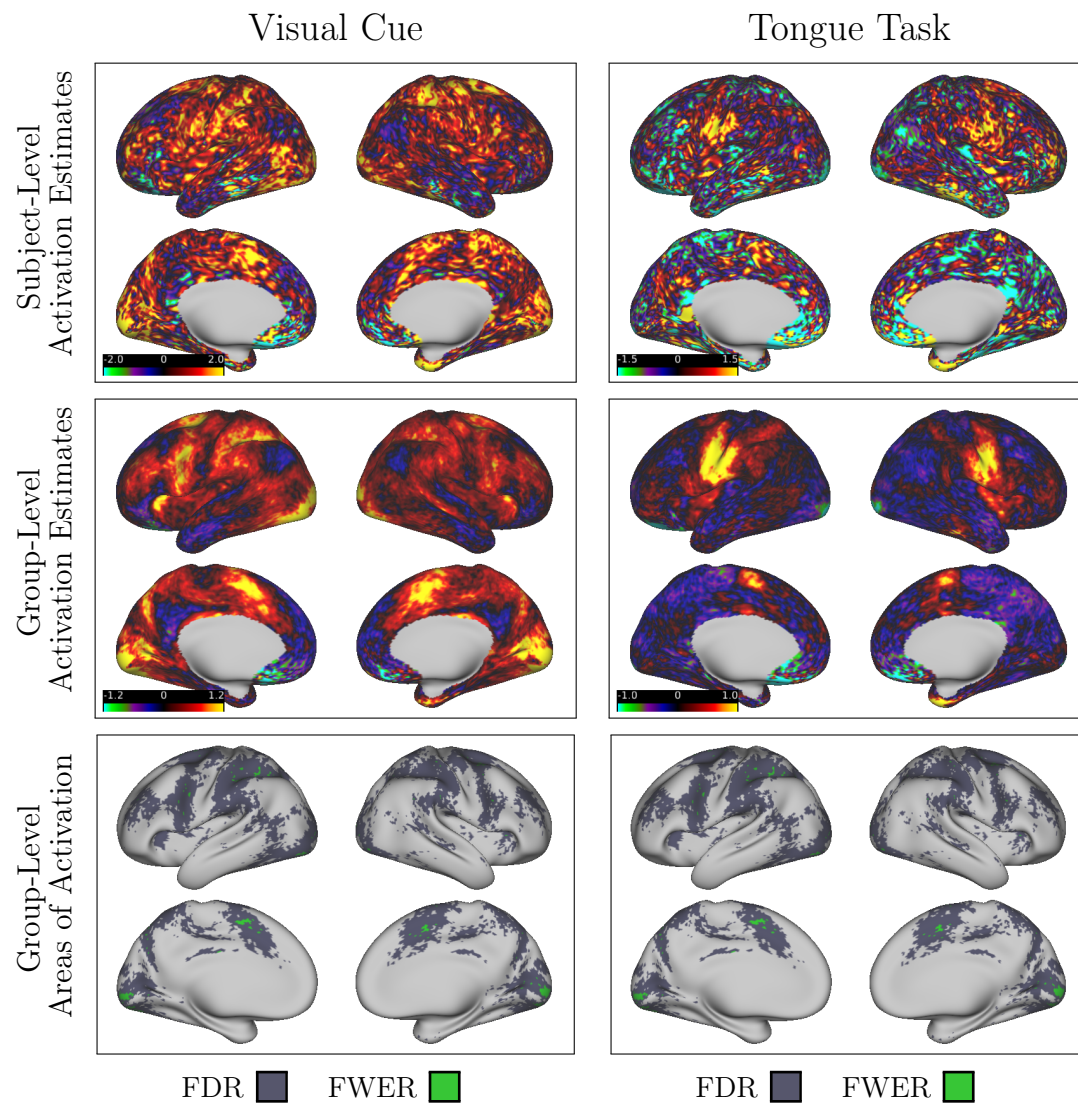 Visual Cue
Tongue Task
Subject-Level
Activation Estimates
-2.0 0 2.0
-1.5 0 1.5
Group-Level
Activation Estimates
-1.2 0 1.2
-1.0 0 1.0
Group-Level
Areas of Activation
FDR FWER
FDR FWER